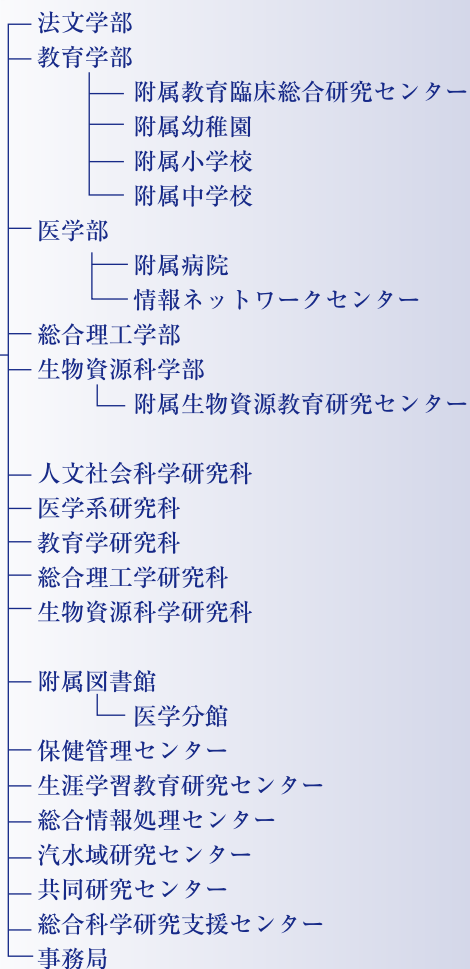 法文学部
教育学部
附属教育臨床総合研究センター
附属幼稚園
附属小学校
附属中学校
医学部
附属病院
情報ネットワークセンター
総合理工学部
生物資源科学部
附属生物資源教育研究センター
人文社会科学研究科
医学系研究科
教育学研究科
総合理工学研究科
生物資源科学研究科
附属図書館
医学分館
保健管理センター
生涯学習教育研究センター
総合情報処理センター
汽水域研究センター
共同研究センター
総合科学研究支援センター
事務局